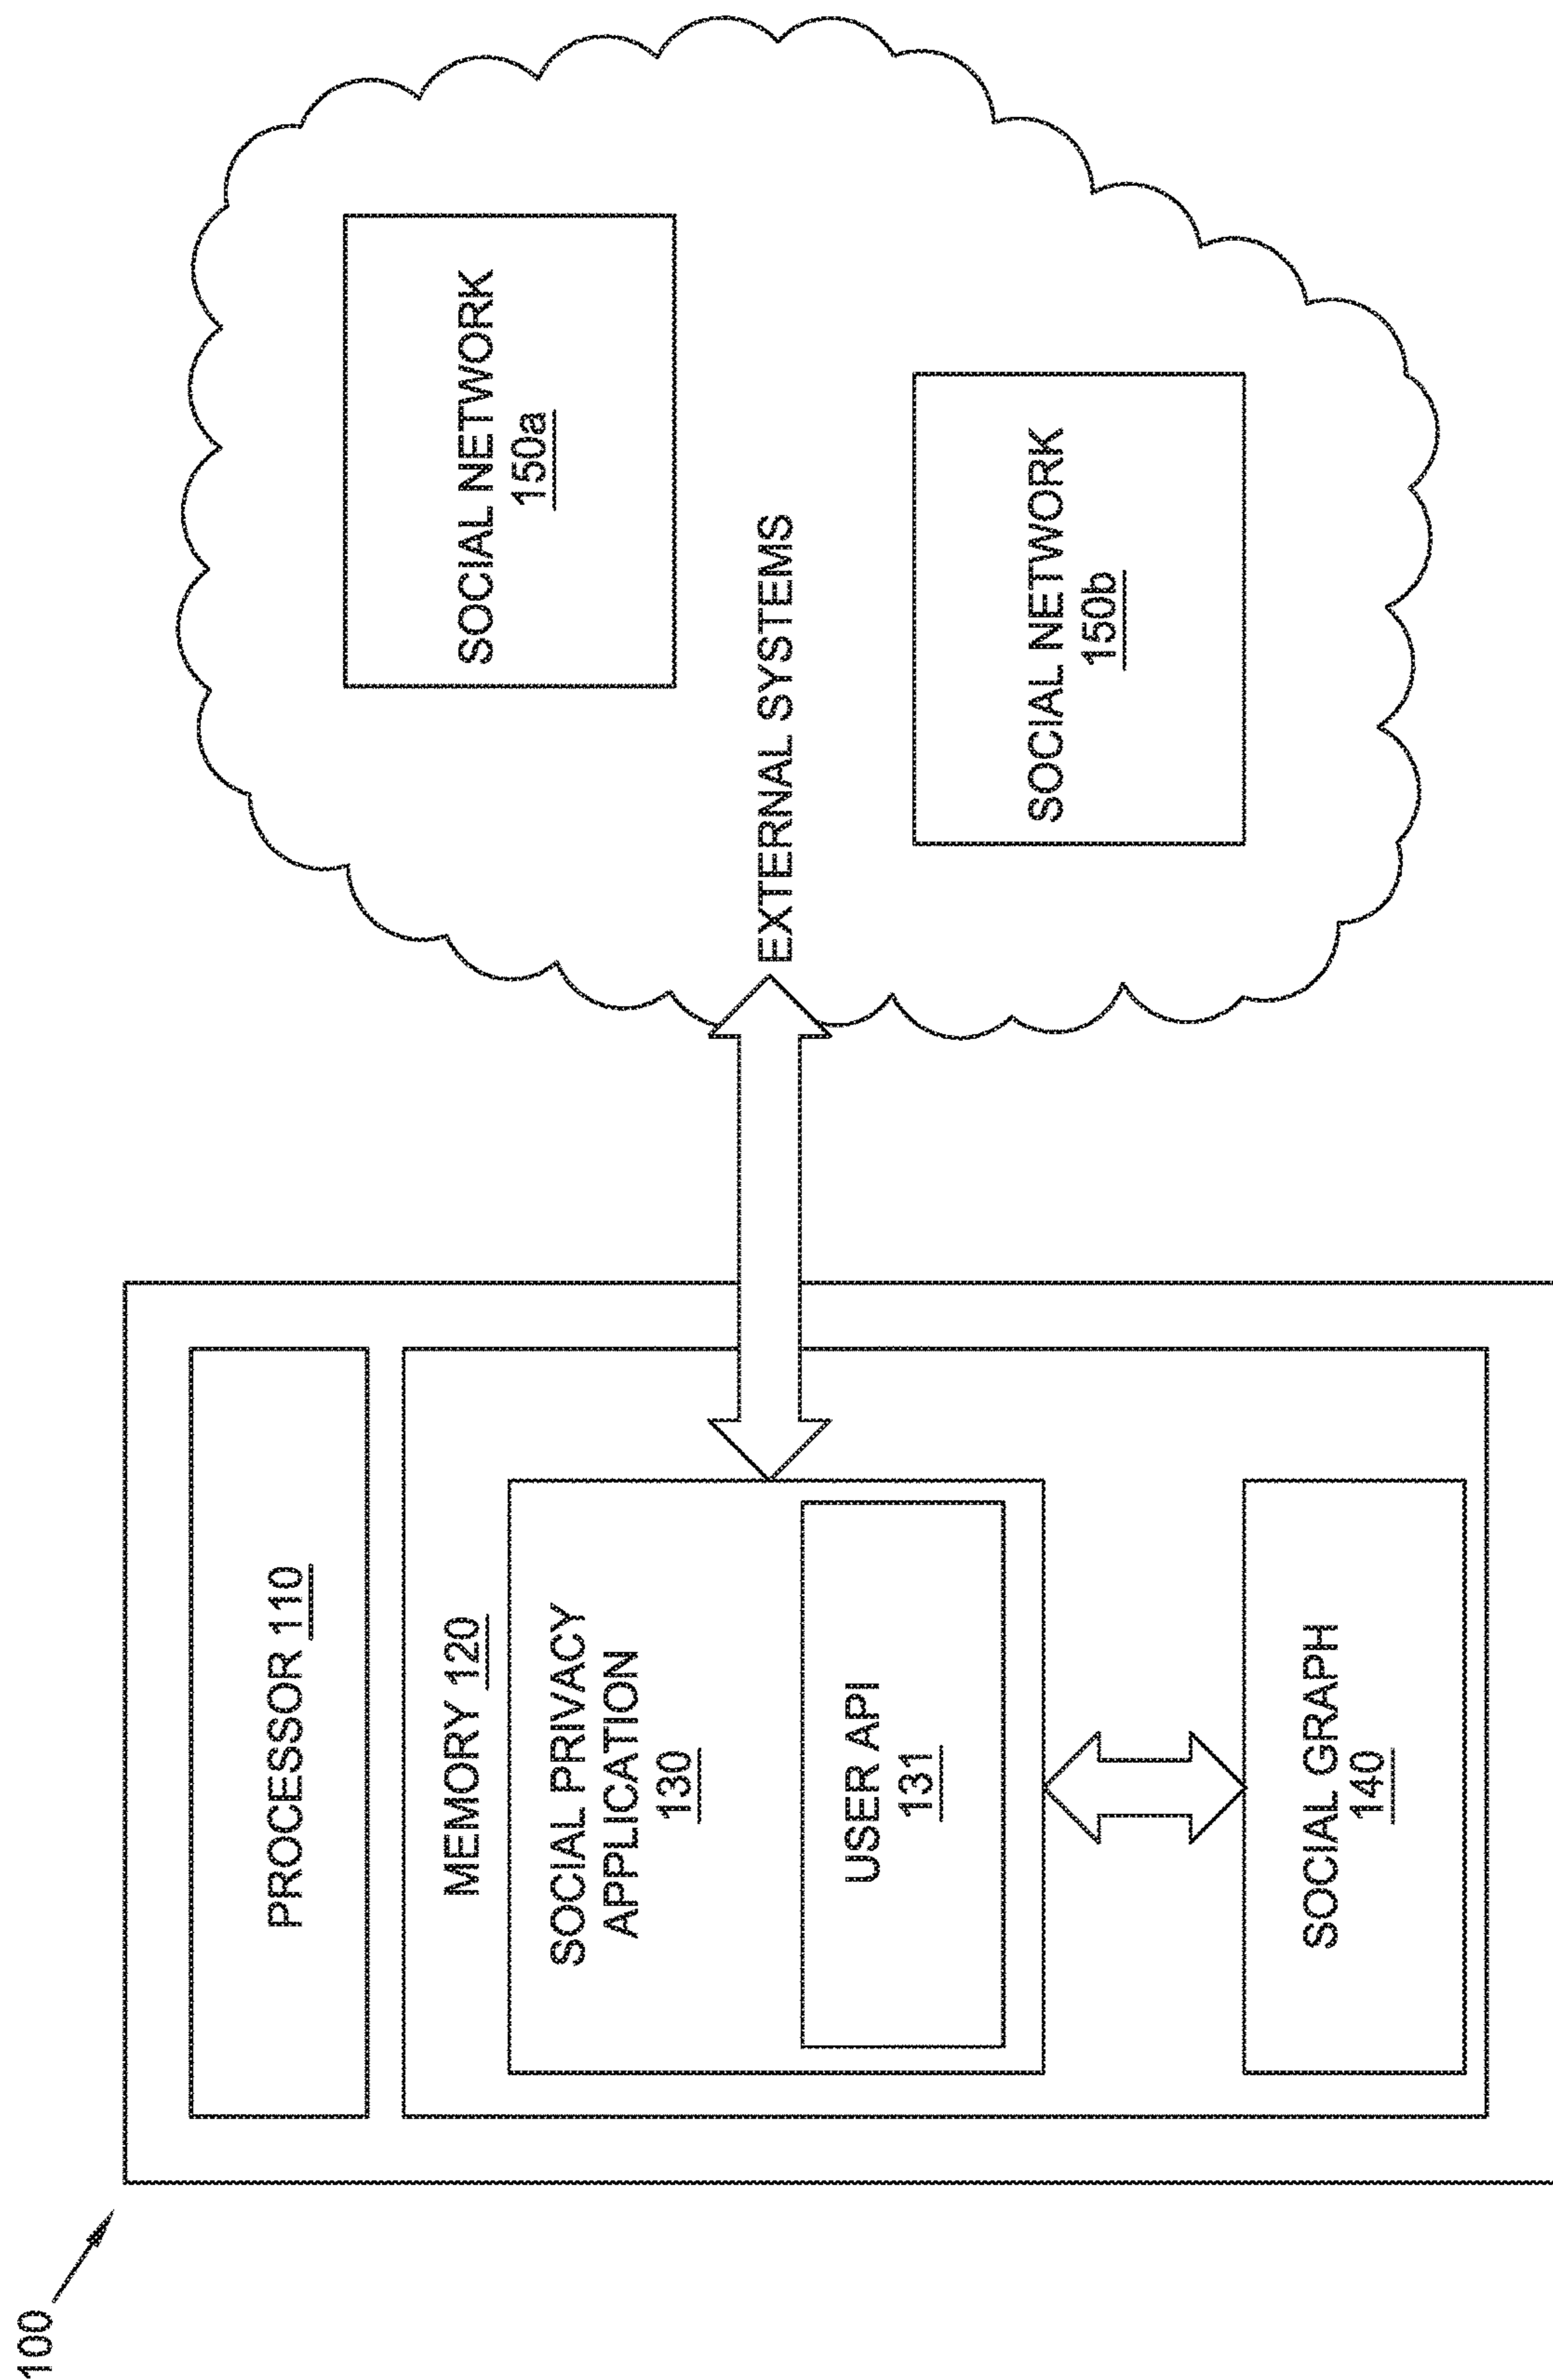 100
PROCESSOR 110
MEMORY 120
SOCIAL PRIVACY
APPLICATION
130
USER API
131
SOCIAL GRAPH
140
SOCIAL NETWORK
150a
EXTERNAL SYSTEMS
SOCIAL NETWORK
150b